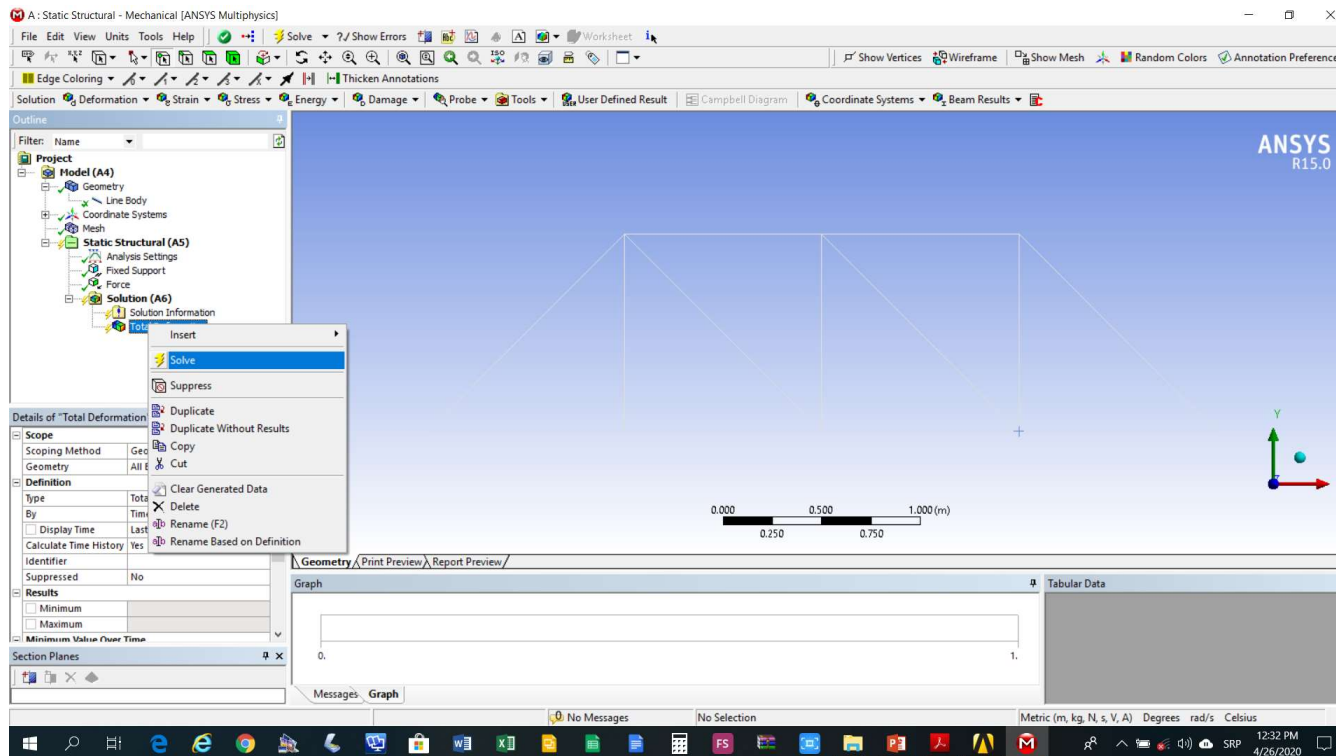 A : Static Structural - Mechanical [ANSYS Multiphysics]
File Edit View Units Tools Help Solve ?/ Show Errors Worksheet
Show Vertices Wireframe Show Mesh Random Colors Annotation Preference
Edge Coloring Thicken Annotations
Solution Deformation Strain Stress Energy Damage Probe Tools User Defined Result Campbell Diagram Coordinate Systems Beam Results
Outline
Filter: Name
Project
Model (A4)
Geometry
Line Body
Coordinate Systems
Mesh
Static Structural (A5)
Analysis Settings
Fixed Support
Force
Solution (A6)
Solution Information
Insert
Solve
Suppress
Duplicate
Duplicate Without Results
Copy
Cut
Clear Generated Data
Delete
Rename (F2)
Rename Based on Definition
ANSYS
R15.0
Y
0.000 0.500 1.000 (m)
0.250 0.750
Details of "Total Deformation
Scope
Scoping Method Geo
Geometry All
Definition
Type Tota
By Tim
Display Time Last
Calculate Time History Yes
Identifier
Suppressed No
Results
Minimum
Maximum
Minimum Value Over Time
Section Planes
Geometry Print Preview Report Preview
Graph
0. 1.
Messages Graph
Tabular Data
0 No Messages No Selection Metric (m, kg, N, s, V, A) Degrees rad/s Celsius
SRP
12:32 PM
4/26/2020